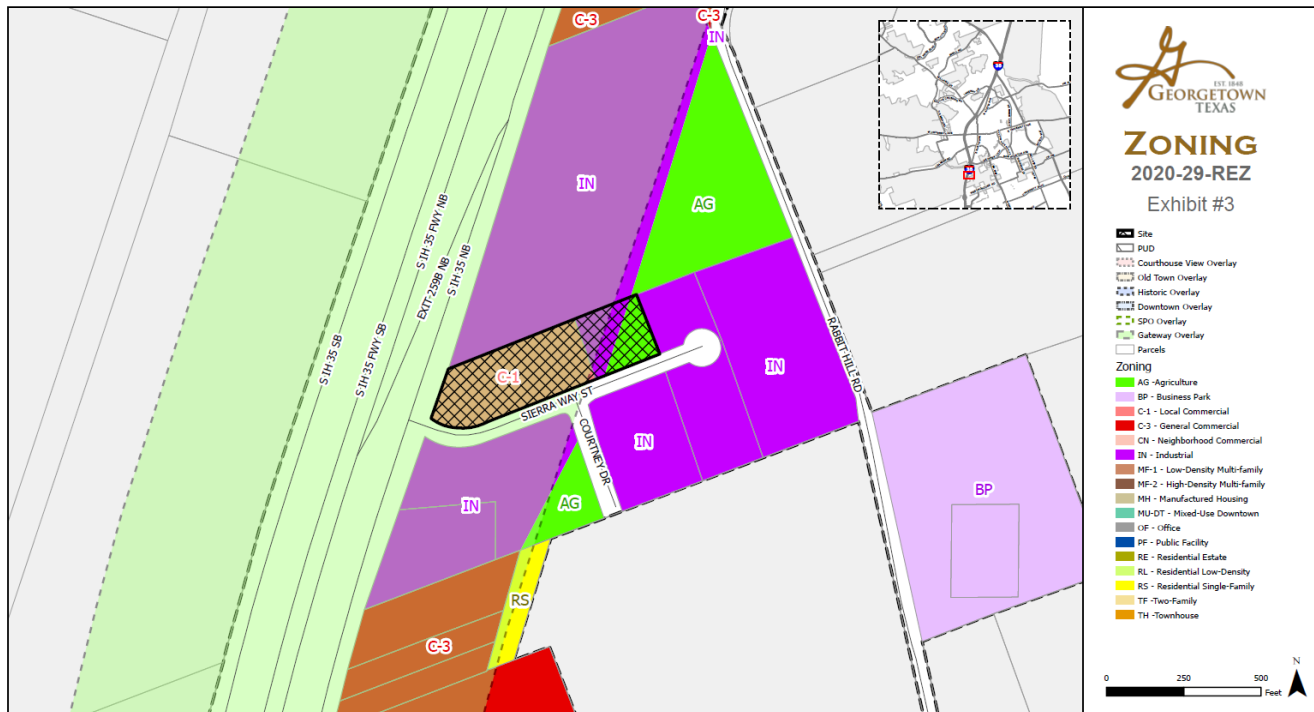 C-3
C-3
IN
IN
AG
S IH 35 FWY NB
EXIT-259B NB
S IH 35 NB
S IH 35 SB
S IH 35 FWY SB
C-1
SIERRA WAY ST
COURTNEY DR
RABBIT HILL RD
IN
IN
IN
AG
BP
RS
C-3
35
35
EST. 1848
GEORGETOWN
TEXAS
ZONING
2020-29-REZ
Exhibit #3
Site
PUD
Courthouse View Overlay
Old Town Overlay
Historic Overlay
Downtown Overlay
SPO Overlay
Gateway Overlay
Parcels
Zoning
AG -Agriculture
BP - Business Park
C-1 - Local Commercial
C-3 - General Commercial
CN - Neighborhood Commercial
IN - Industrial
MF-1 - Low-Density Multi-family
MF-2 - High-Density Multi-family
MH - Manufactured Housing
MU-DT - Mixed-Use Downtown
OF - Office
PF - Public Facility
RE - Residential Estate
RL - Residential Low-Density
RS - Residential Single-Family
TF -Two-Family
TH -Townhouse
N
0 250 500
Feet